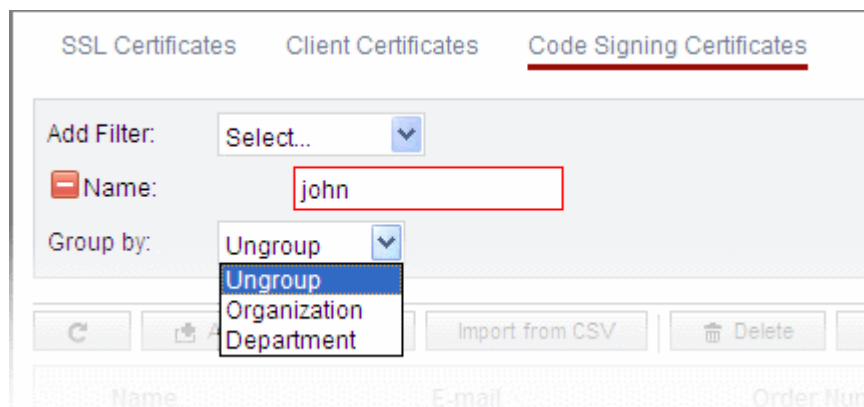 SSL Certificates Client Certificates Code Signing Certificates
Add Filter: Select...
Name: john
Group by: Ungroup
Ungroup
Organization
Department
Import from CSV Delete
Name E-mail Order